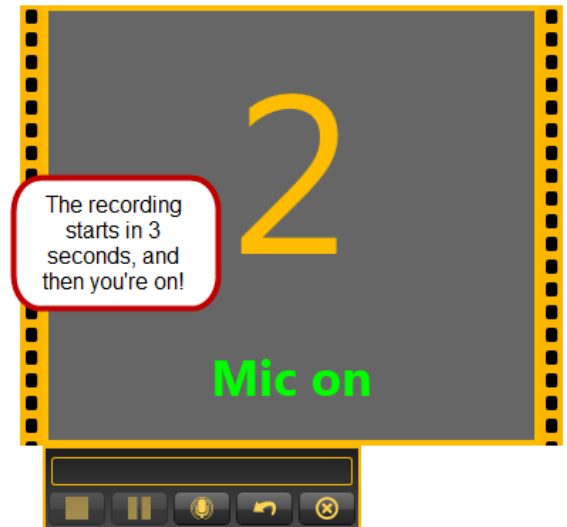 2
The recording
starts in 3
seconds, and
then you're on!
Mic on